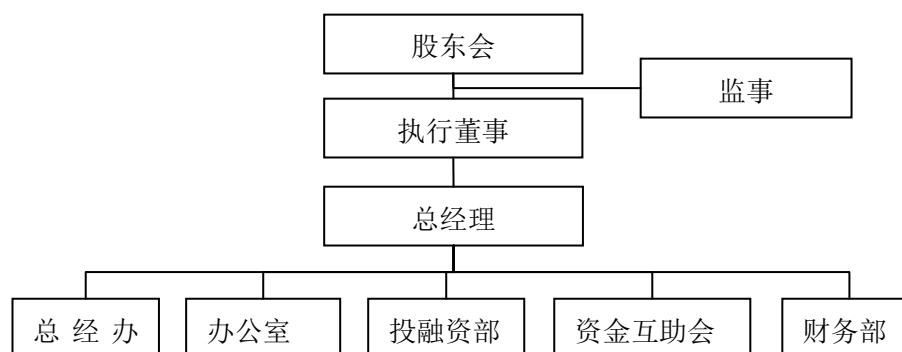 股东会
监事
执行董事
总经理
总 经 办
办公室
投融资部
资金互助会
财务部